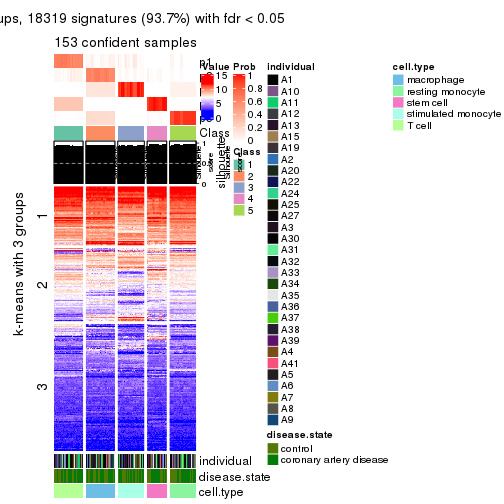 ups, 18319 signatures (93.7%) with fdr < 0.05
153 confident samples
p1
Class
silhouette
1
0
k-means with 3 groups
1
2
3
individual
disease.state
cell.type
Value
15
10
5
0
Prob
1
0.8
0.6
0.4
0.2
0
Class
1
2
3
4
5
individual
A1
A10
A11
A12
A13
A15
A19
A2
A20
A22
A24
A25
A27
A3
A30
A31
A32
A33
A34
A35
A36
A37
A38
A39
A4
A41
A5
A6
A7
A8
A9
disease.state
control
coronary artery disease
cell.type
macrophage
resting monocyte
stem cell
stimulated monocyte
T cell